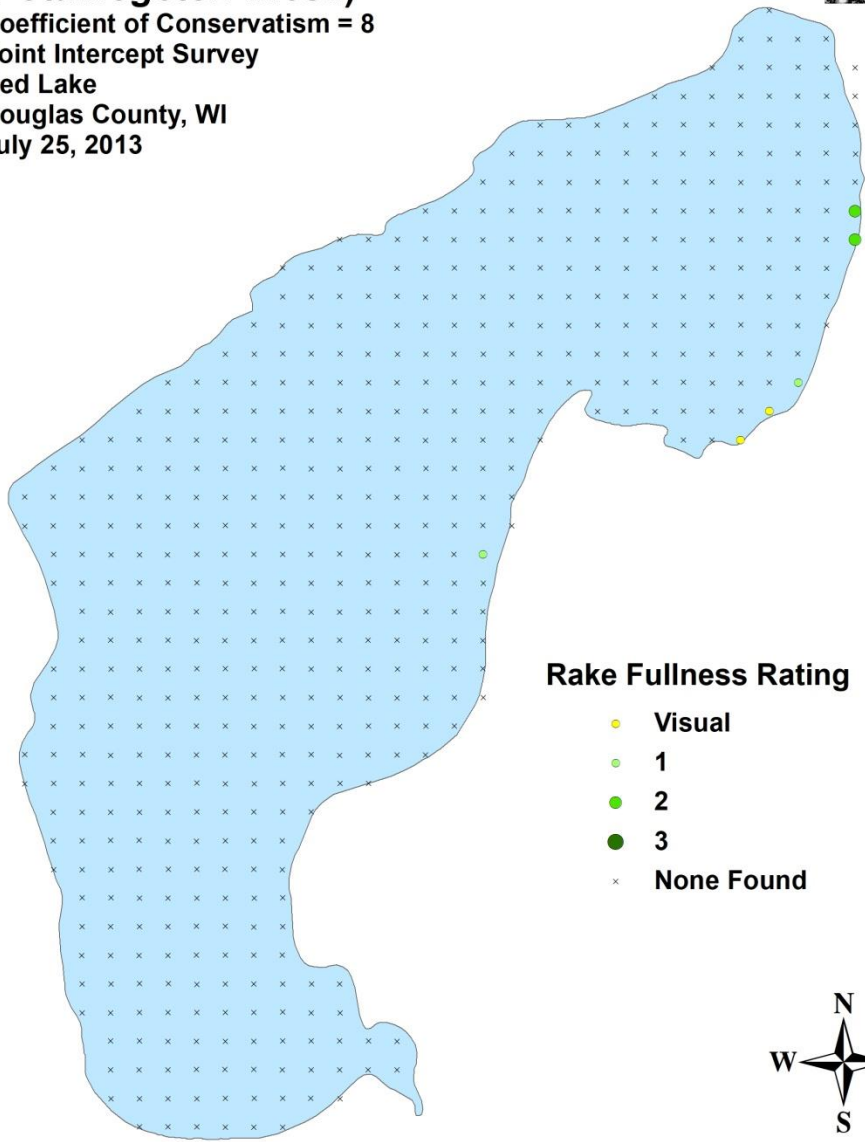 oefficient of Conservatism = 8
oint Intercept Survey
ed Lake
ouglas County, WI
uly 25, 2013
Rake Fullness Rating
Visual
1
2
3
None Found
N
W
S